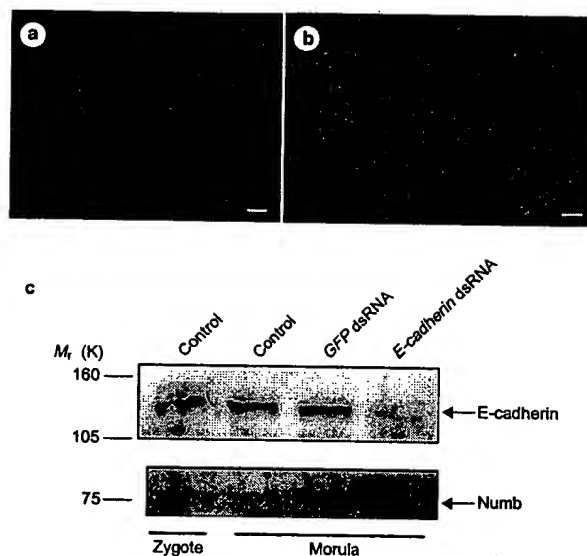 a
b
c
Control
Control
GFP dsRNA
E-cadherin dsRNA
Mr (K)
160
E-cadherin
105
75
Numb
Zygote
Morula